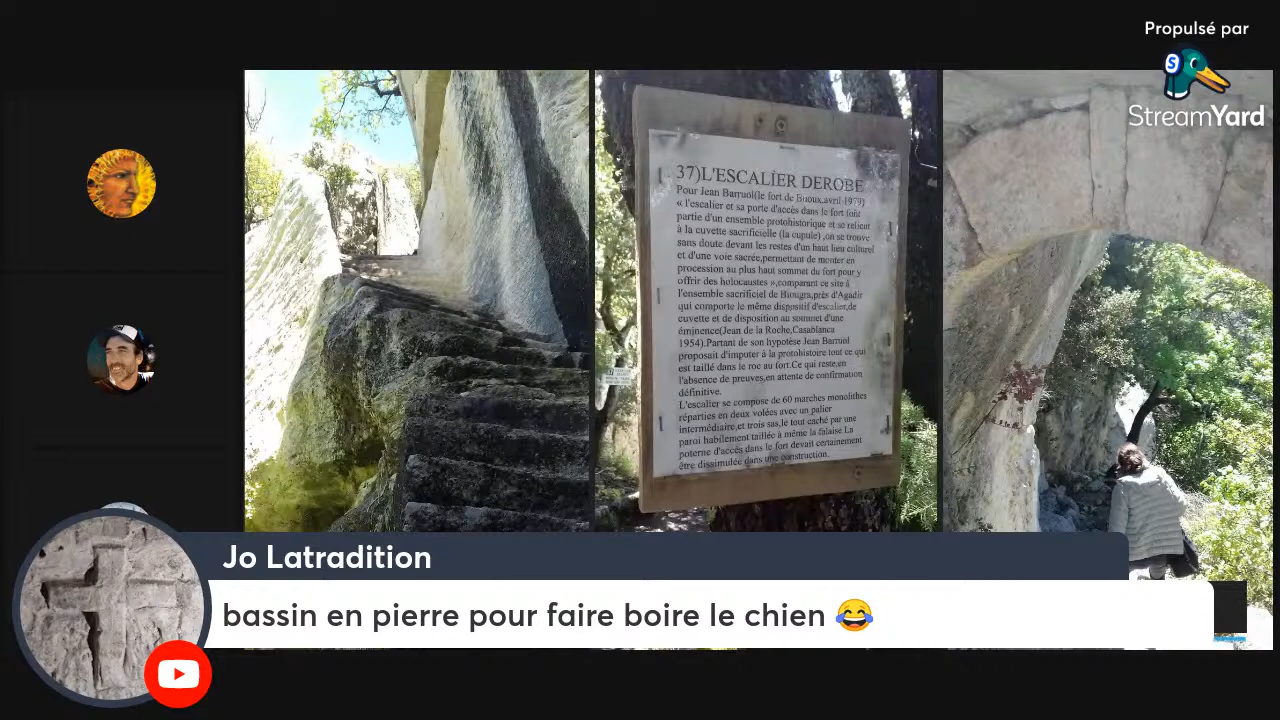 Propulsé par
StreamYard
37)L'ESCALIER DEROBE
Pour Jean Barruol(le fort de Buoux,avril 1979)
« l'escalier et sa porte d'accès dans le fort font
partie d'un ensemble protohistorique et se relient
à la cuvette sacrificielle (la cupule) ,on se trouve
sans doute devant les restes d'un haut lieu culturel
et d'une voie sacrée,permettant de monter en
procession au plus haut sommet du fort pour y
offrir des holocaustes »,comparant ce site à
l'ensemble sacrificiel de Biougra,près d'Agadir
qui comporte le même dispositif d'escalier,de
cuvette et de disposition au sommet d'une
éminence(Jean de la Roche,Casablanca
1954).Partani de son hypotèse Jean Barruol
proposait d'imputer à la protohistoire tout ce qui
est taillé dans le roc au fort.Ce qui reste,en
l'absence de preuves,en attente de confirmation
définitive.
L'escalier se compose de 60 marches monolithes
réparties en deux volées avec un palier
intermédiaire,et trois sas,le tout caché par une
paroi habilement taillée à même la falaise.La
poterne d'accès dans le fort devait certainement
être dissimulée dans une construction.
Jo Latradition
bassin en pierre pour faire boire le chien 😂